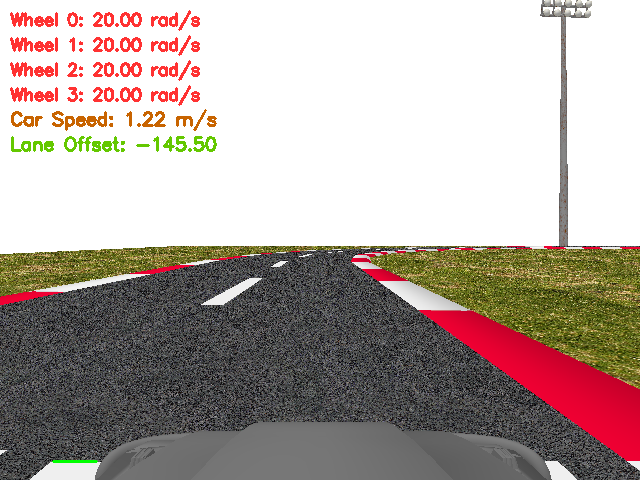 Wheel 0: 20.00 rad/s
Wheel 1: 20.00 rad/s
Wheel 2: 20.00 rad/s
Wheel 3: 20.00 rad/s
Car Speed: 1.22 m/s
Lane Offset: -145.50